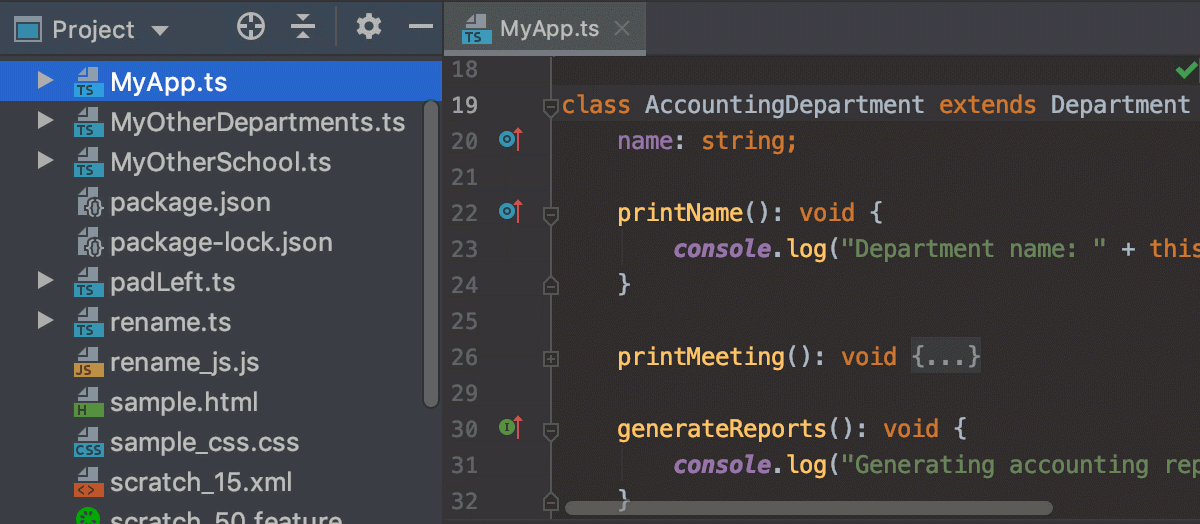 Project
MyApp.ts
MyOtherDepartments.ts
MyOtherSchool.ts
package.json
package-lock.json
padLeft.ts
rename.ts
rename_js.js
sample.html
sample_css.css
scratch_15.xml
scratch_50.feature
MyApp.ts
18
19 class AccountingDepartment extends Department
20 name: string;
21
22 printName(): void {
23 console.log("Department name: " + this
24 }
25
26 printMeeting(): void {...}
29
30 generateReports(): void {
31 console.log("Generating accounting rep
32 }